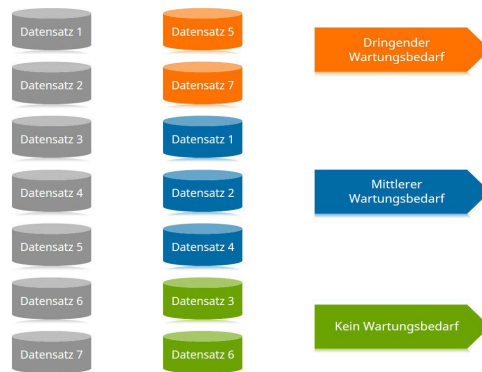 Datensatz 1
Datensatz 2
Datensatz 3
Datensatz 4
Datensatz 5
Datensatz 6
Datensatz 7
Datensatz 5
Datensatz 7
Datensatz 1
Datensatz 2
Datensatz 4
Datensatz 3
Datensatz 6
Dringender
Wartungsbedarf
Mittlerer
Wartungsbedarf
Kein Wartungsbedarf